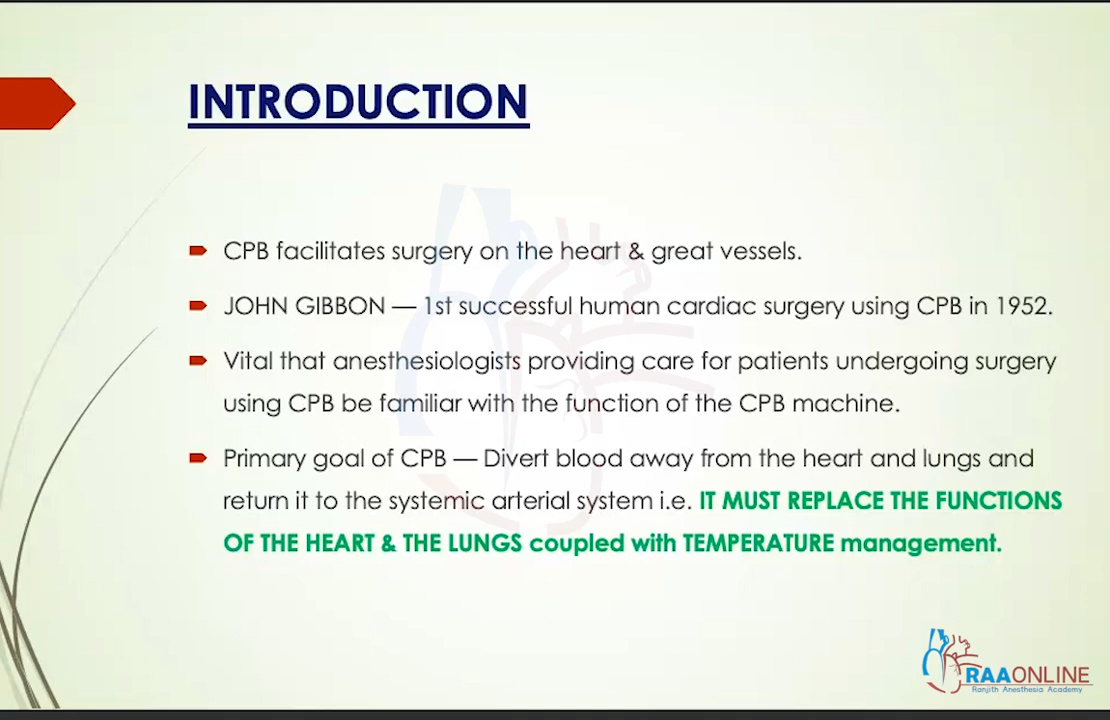 INTRODUCTION
CPB facilitates surgery on the heart & great vessels.
JOHN GIBBON — 1st successful human cardiac surgery using CPB in 1952.
Vital that anesthesiologists providing care for patients undergoing surgery
using CPB be familiar with the function of the CPB machine.
Primary goal of CPB — Divert blood away from the heart and lungs and
return it to the systemic arterial system i.e. IT MUST REPLACE THE FUNCTIONS
OF THE HEART & THE LUNGS coupled with TEMPERATURE management.
RAAONLINE
Ranjith Anesthesia Academy